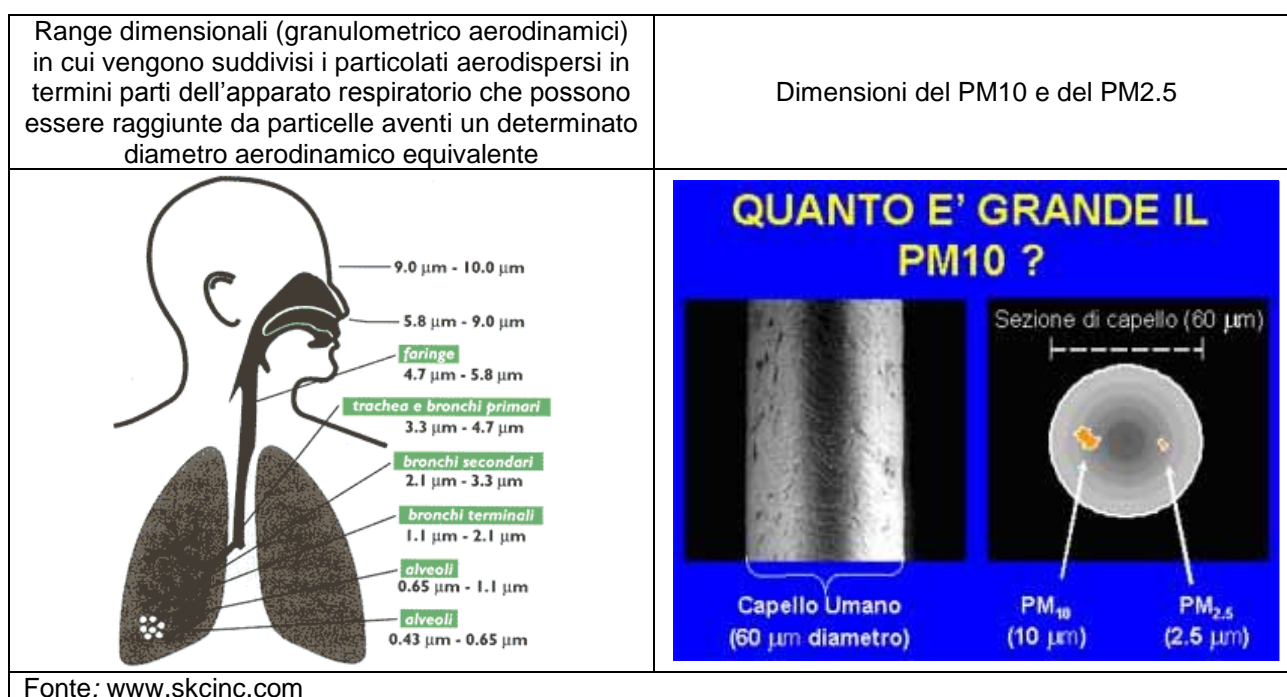 Range dimensionali (granulometrico aerodinamici)
in cui vengono suddivisi i particolati aerodispersi in
termini parti dell'apparato respiratorio che possono
essere raggiunte da particelle aventi un determinato
diametro aerodinamico equivalente
Dimensioni del PM10 e del PM2.5
9.0 µm - 10.0 µm
5.8 µm - 9.0 µm
faringe
4.7 µm - 5.8 µm
trachea e bronchi primari
3.3 µm - 4.7 µm
bronchi secondari
2.1 µm - 3.3 µm
bronchi terminali
1.1 µm - 2.1 µm
alveoli
0.65 µm - 1.1 µm
alveoli
0.43 µm - 0.65 µm
QUANTO E' GRANDE IL
PM10 ?
Sezione di capello (60 µm)
Capello Umano
(60 µm diametro)
PM10
(10 µm)
PM2.5
(2.5 µm)
Fonte: www.skcinc.com